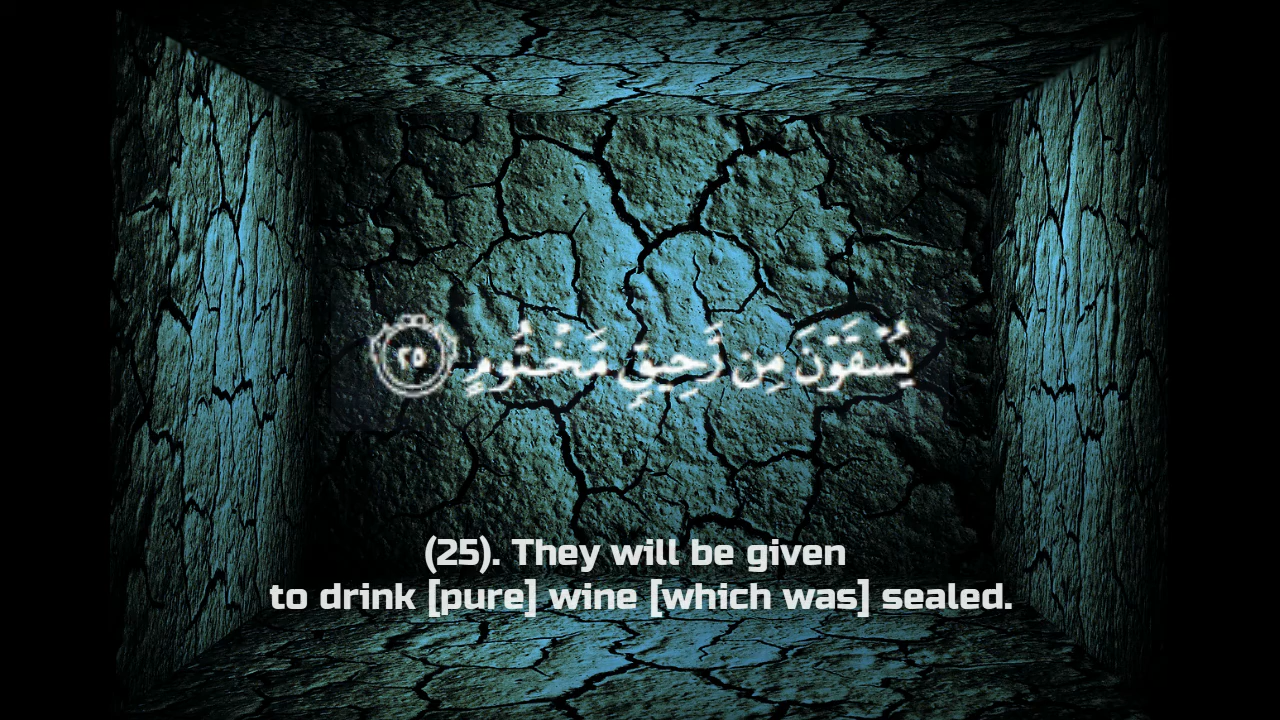 يُسْقَوْنَ مِن رَّحِيقٍ مَّخْتُومٍ ٢٥
(25). They will be given
to drink [pure] wine [which was] sealed.